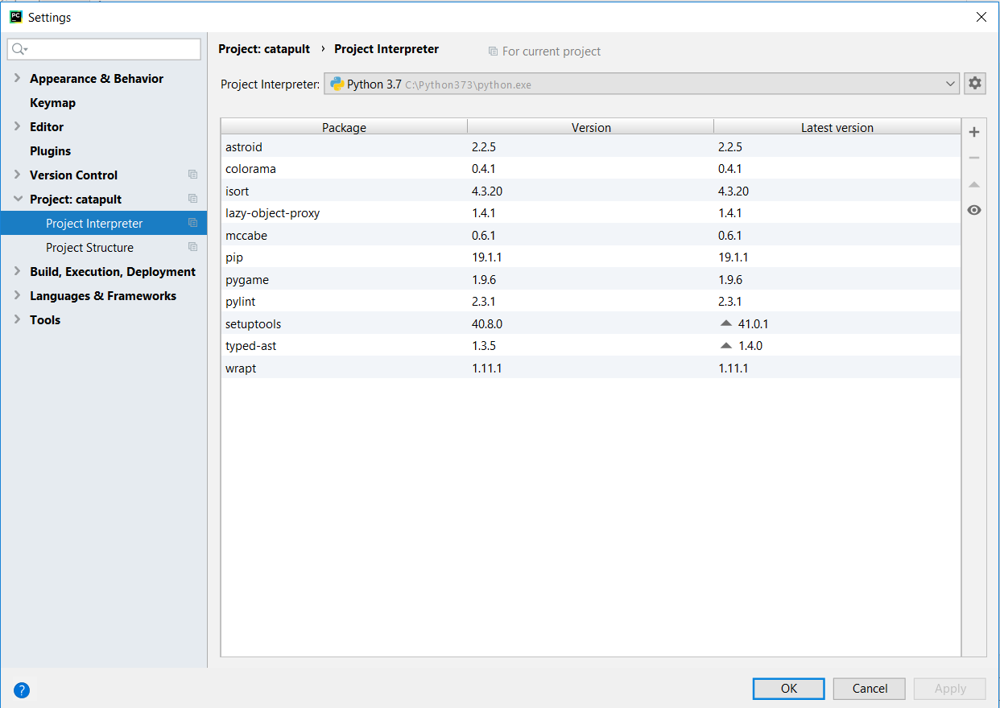 Settings
Project: catapult › Project Interpreter For current project
Appearance & Behavior
Keymap
Editor
Plugins
Version Control
Project: catapult
Project Interpreter
Project Structure
Build, Execution, Deployment
Languages & Frameworks
Tools
Project Interpreter: Python 3.7 C:\Python373\python.exe
Package Version Latest version
astroid 2.2.5 2.2.5
colorama 0.4.1 0.4.1
isort 4.3.20 4.3.20
lazy-object-proxy 1.4.1 1.4.1
mccabe 0.6.1 0.6.1
pip 19.1.1 19.1.1
pygame 1.9.6 1.9.6
pylint 2.3.1 2.3.1
setuptools 40.8.0 41.0.1
typed-ast 1.3.5 1.4.0
wrapt 1.11.1 1.11.1
? OK Cancel Apply